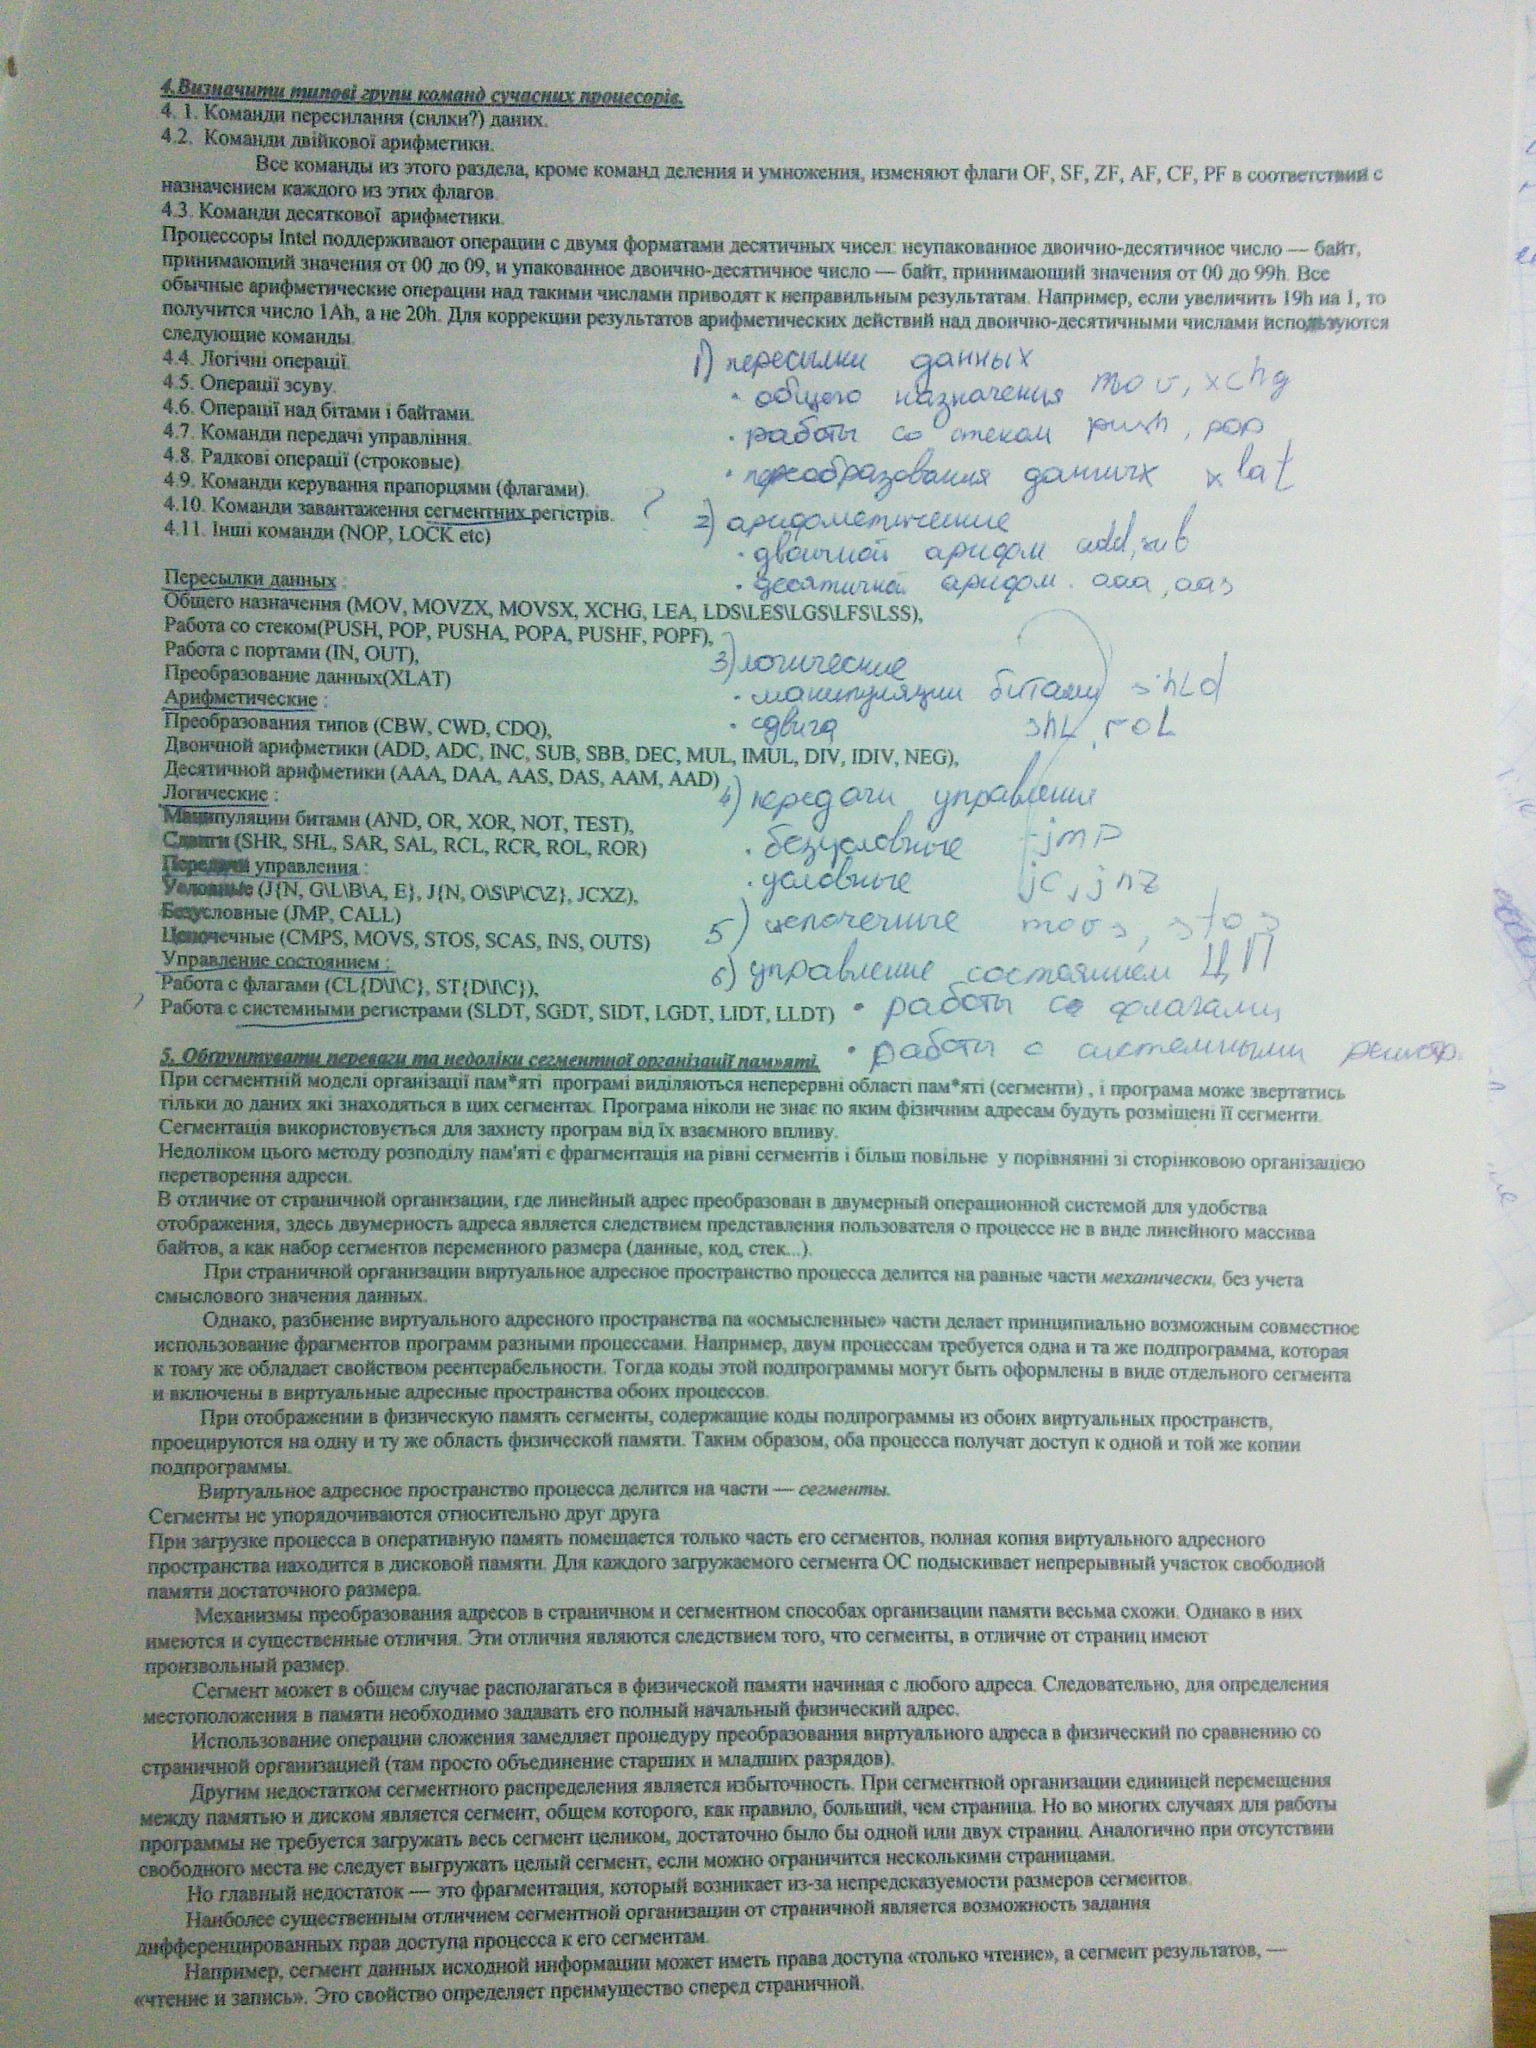 4.Визначити типові групи команд сучасних процесорів.
4. 1. Команди пересилання (силки?) даних.
4.2. Команди двійкової арифметики.
Все команды из этого раздела, кроме команд деления и умножения, изменяют флаги OF, SF, ZF, AF, CF, PF в соответствий с
назначением каждого из этих флагов.
4.3. Команди десяткової арифметики.
Процессоры Intel поддерживают операции с двумя форматами десятичных чисел: неупакованное двоично-десятичное число — байт,
принимающий значения от 00 до 09, и упакованное двоично-десятичное число — байт, принимающий значения от 00 до 99h. Все
обычные арифметические операции над такими числами приводят к неправильным результатам. Например, если увеличить 19h на 1, то
получится число 1Ah, а не 20h. Для коррекции результатов арифметических действий над двоично-десятичными числами используются
следующие команды.
4.4. Логічні операції.
4.5. Операції зсуву.
4.6. Операції над бітами і байтами.
4.7. Команди передачі управління.
4.8. Рядкові операції (строковые).
4.9. Команди керування прапорцями (флагами).
4.10. Команди завантаження сегментних регістрів. ?
4.11. Інші команди (NOP, LOCK etc)
1) пересылки данных
• общего назначения mov, xchg
• работы со стеком push, pop
• преобразования данных xlat
2) арифметические
• двоичной арифм add, sub
• десятичной арифм. aaa, aas
3) логические
• манипуляции битами shLd
• сдвига shL, roL
4) передачи управления
• безусловные jmp
• условные jc, jnz
5) цепочечные movs, stos
6) управление состоянием ЦП
• работы со флагами
• работы с системными регистр.
Пересылки данных :
Общего назначения (MOV, MOVZX, MOVSX, XCHG, LEA, LDS\LES\LGS\LFS\LSS),
Работа со стеком(PUSH, POP, PUSHA, POPA, PUSHF, POPF),
Работа с портами (IN, OUT),
Преобразование данных(XLAT)
Арифметические :
Преобразования типов (CBW, CWD, CDQ),
Двоичной арифметики (ADD, ADC, INC, SUB, SBB, DEC, MUL, IMUL, DIV, IDIV, NEG),
Десятичной арифметики (AAA, DAA, AAS, DAS, AAM, AAD)
Логические :
Манипуляции битами (AND, OR, XOR, NOT, TEST),
Сдвиги (SHR, SHL, SAR, SAL, RCL, RCR, ROL, ROR)
Передачи управления :
Условные (J{N, G\L\B\A, E}, J{N, O\S\P\C\Z}, JCXZ),
Безусловные (JMP, CALL)
Цепочечные (CMPS, MOVS, STOS, SCAS, INS, OUTS)
Управление состоянием :
Работа с флагами (CL{D\I\C}, ST{D\I\C}),
? Работа с системными регистрами (SLDT, SGDT, SIDT, LGDT, LIDT, LLDT)
5. Обгрунтувати переваги та недоліки сегментної організації пам»яті.
При сегментній моделі організації пам*яті програмі виділяються неперервні області пам*яті (сегменти) , і програма може звертатись
тільки до даних які знаходяться в цих сегментах. Програма ніколи не знає по яким фізичним адресам будуть розміщені її сегменти.
Сегментація використовується для захисту програм від їх взаємного впливу.
Недоліком цього методу розподілу пам'яті є фрагментація на рівні сегментів і більш повільне у порівнянні зі сторінковою організацією
перетворення адреси.
В отличие от страничной организации, где линейный адрес преобразован в двумерный операционной системой для удобства
отображения, здесь двумерность адреса является следствием представления пользователя о процессе не в виде линейного массива
байтов, а как набор сегментов переменного размера (данные, код, стек...).
При страничной организации виртуальное адресное пространство процесса делится на равные части механически, без учета
смыслового значения данных.
Однако, разбиение виртуального адресного пространства па «осмысленные» части делает принципиально возможным совместное
использование фрагментов программ разными процессами. Например, двум процессам требуется одна и та же подпрограмма, которая
к тому же обладает свойством реентерабельности. Тогда коды этой подпрограммы могут быть оформлены в виде отдельного сегмента
и включены в виртуальные адресные пространства обоих процессов.
При отображении в физическую память сегменты, содержащие коды подпрограммы из обоих виртуальных пространств,
проецируются на одну и ту же область физической памяти. Таким образом, оба процесса получат доступ к одной и той же копии
подпрограммы.
Виртуальное адресное пространство процесса делится на части — сегменты.
Сегменты не упорядочиваются относительно друг друга
При загрузке процесса в оперативную память помещается только часть его сегментов, полная копия виртуального адресного
пространства находится в дисковой памяти. Для каждого загружаемого сегмента ОС подыскивает непрерывный участок свободной
памяти достаточного размера.
Механизмы преобразования адресов в страничном и сегментном способах организации памяти весьма схожи. Однако в них
имеются и существенные отличия. Эти отличия являются следствием того, что сегменты, в отличие от страниц имеют
произвольный размер.
Сегмент может в общем случае располагаться в физической памяти начиная с любого адреса. Следовательно, для определения
местоположения в памяти необходимо задавать его полный начальный физический адрес.
Использование операции сложения замедляет процедуру преобразования виртуального адреса в физический по сравнению со
страничной организацией (там просто объединение старших и младших разрядов).
Другим недостатком сегментного распределения является избыточность. При сегментной организации единицей перемещения
между памятью и диском является сегмент, общем которого, как правило, больший, чем страница. Но во многих случаях для работы
программы не требуется загружать весь сегмент целиком, достаточно было бы одной или двух страниц. Аналогично при отсутствии
свободного места не следует выгружать целый сегмент, если можно ограничится несколькими страницами.
Но главный недостаток — это фрагментация, который возникает из-за непредсказуемости размеров сегментов.
Наиболее существенным отличием сегментной организации от страничной является возможность задания
дифференцированных прав доступа процесса к его сегментам.
Например, сегмент данных исходной информации может иметь права доступа «только чтение», а сегмент результатов, —
«чтение и запись». Это свойство определяет преимущество сперед страничной.